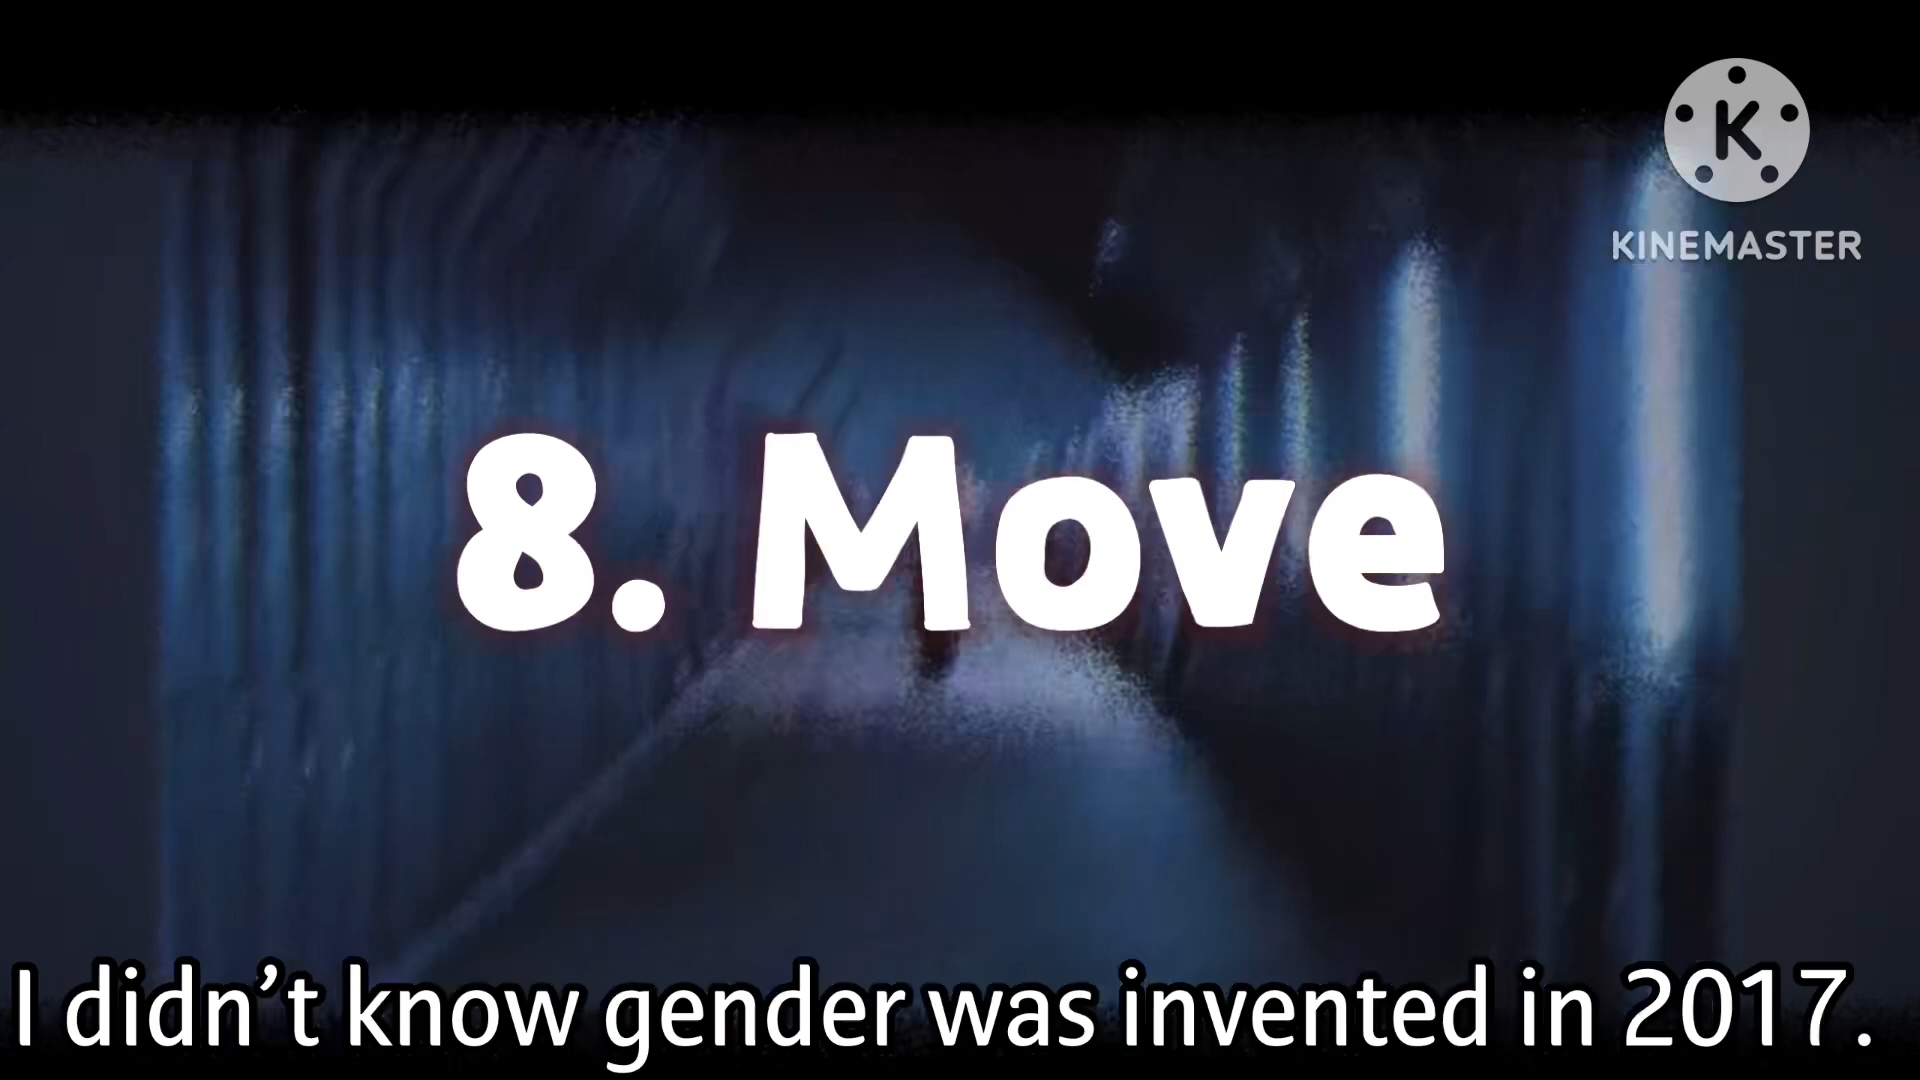 K
KINEMASTER
8. Move
I didn’t know gender was invented in 2017.